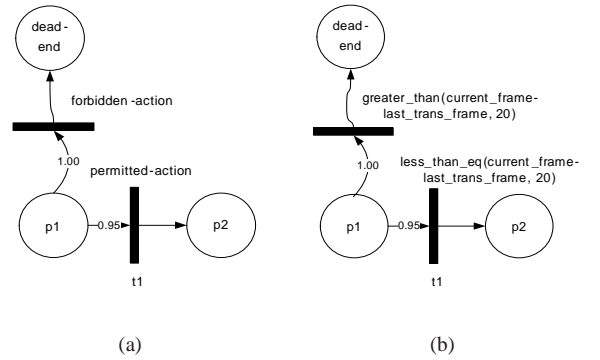 dead-
end
forbidden-action
1.00
permitted-action
p1
0.95
p2
t1
(a)
dead-
end
greater_than(current_frame-
last_trans_frame, 20)
1.00
less_than_eq(current_frame-
last_trans_frame, 20)
p1
0.95
p2
t1
(b)